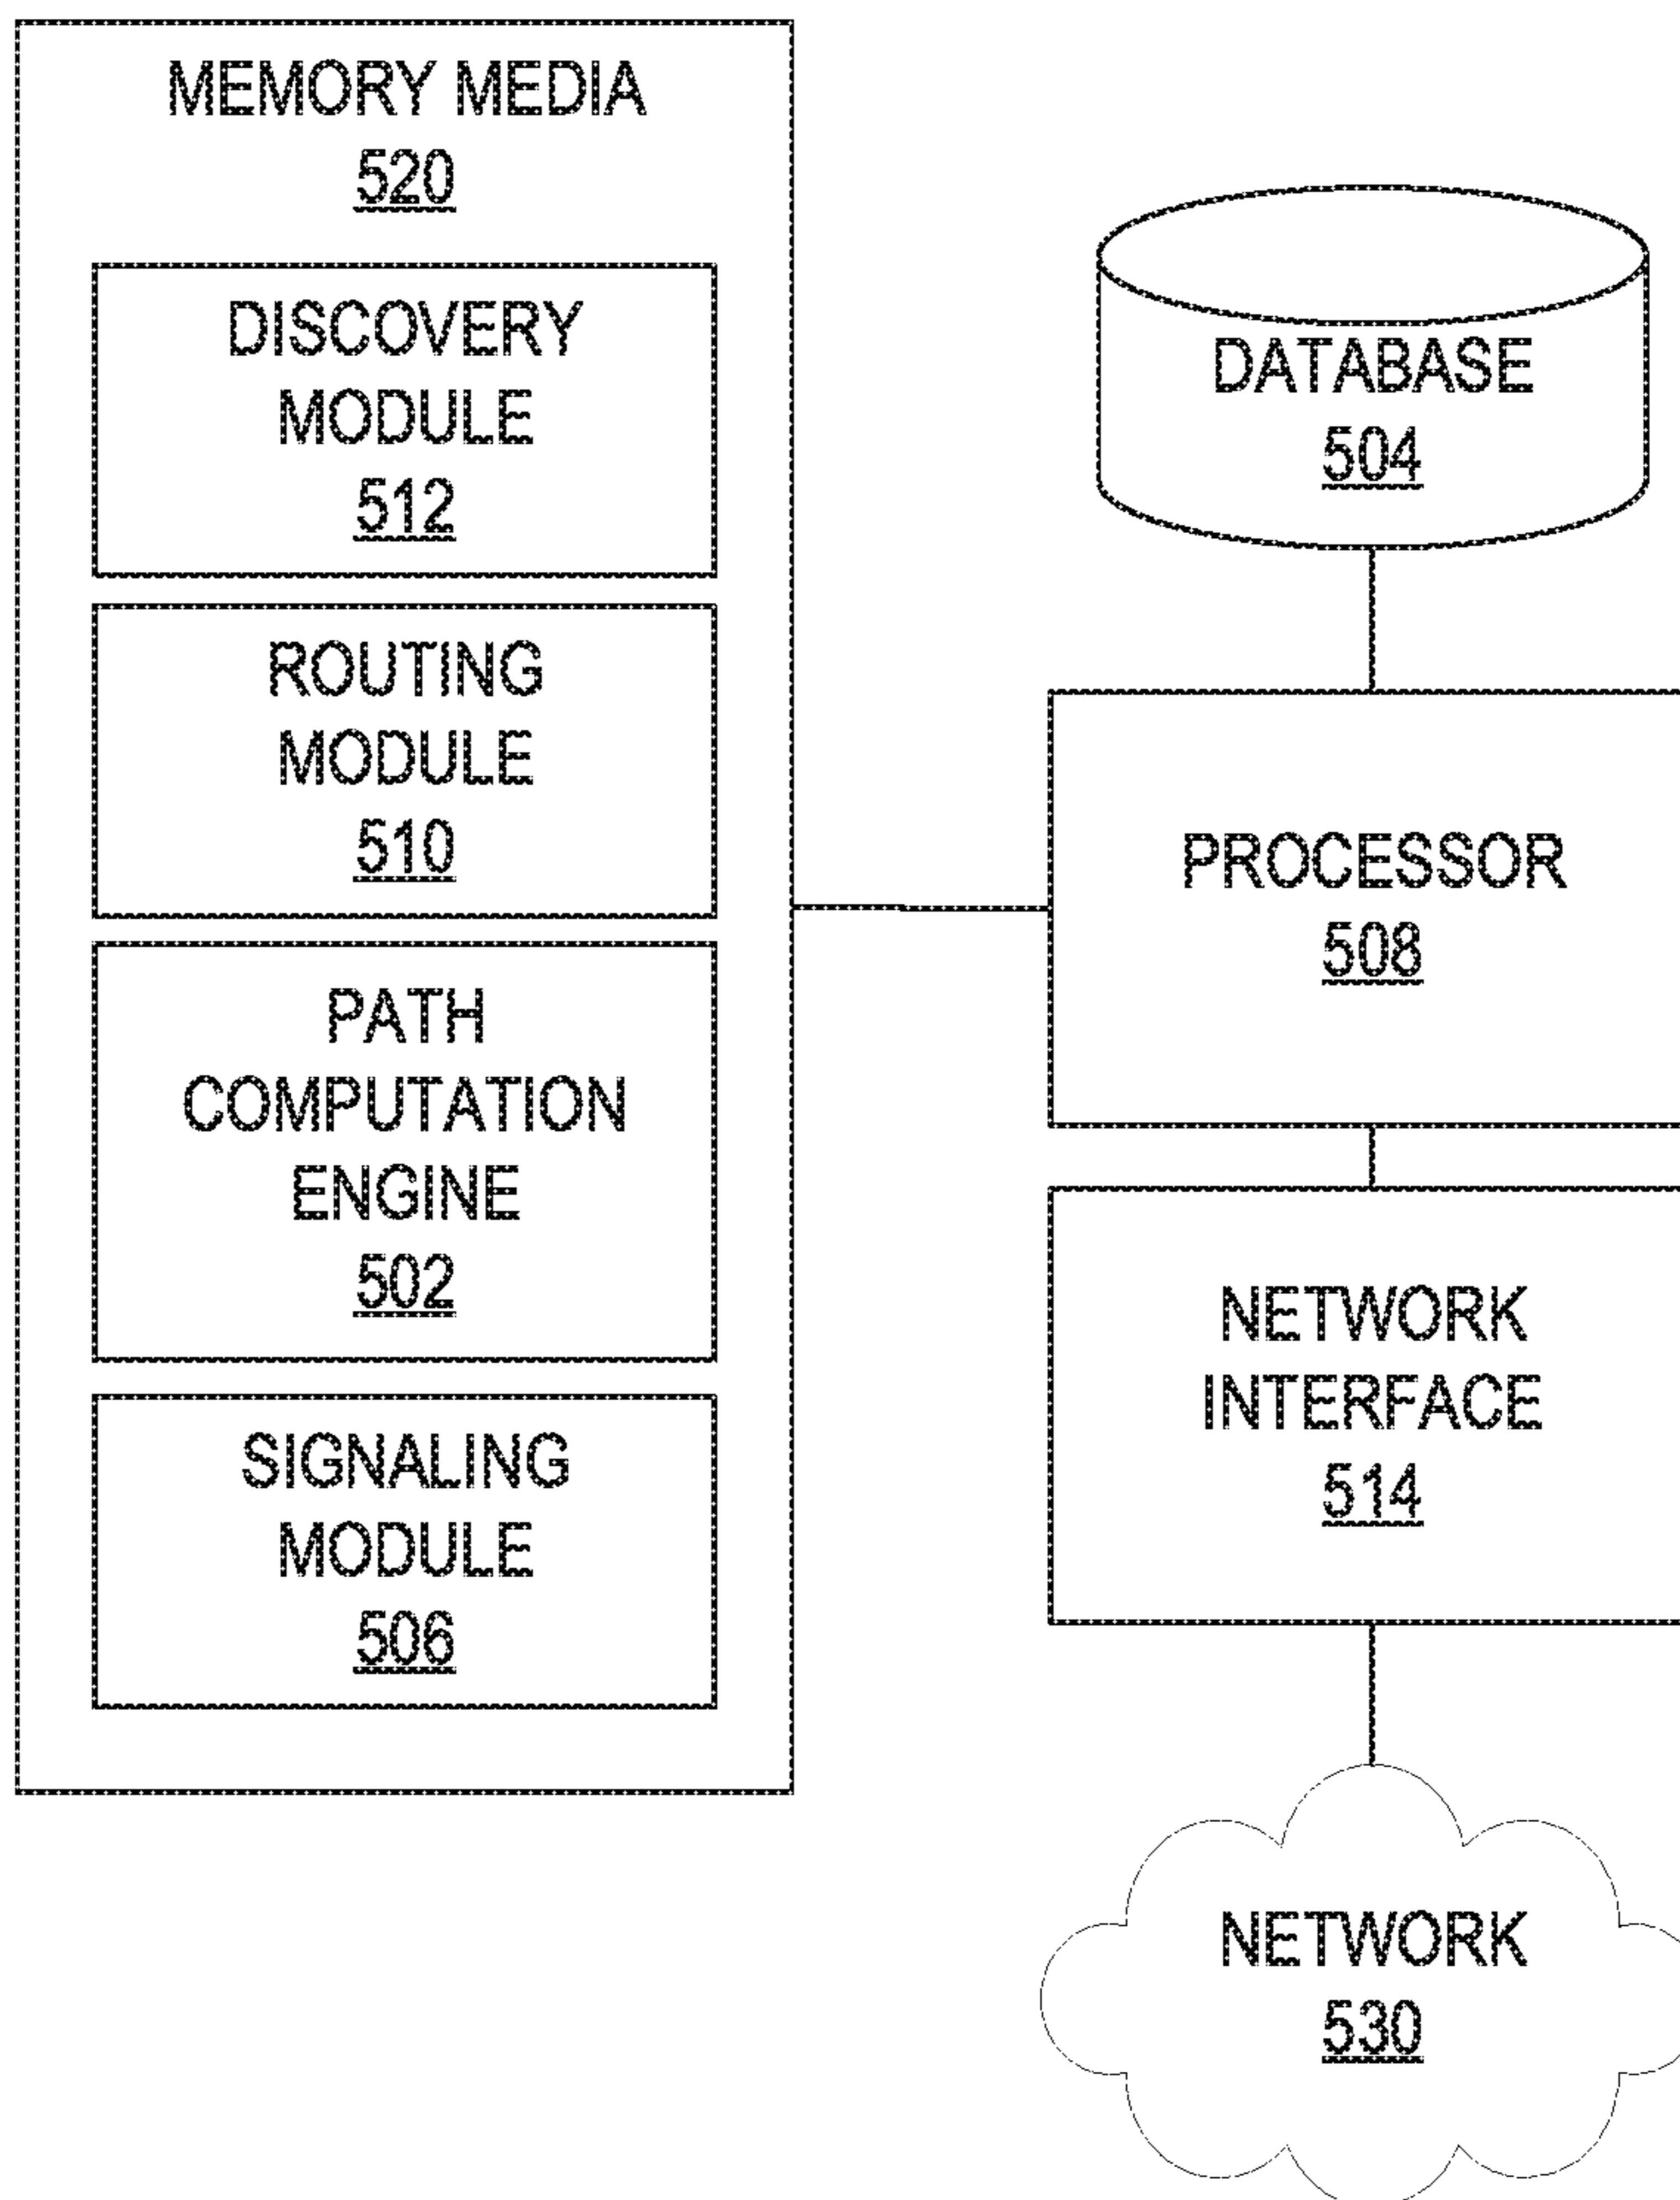 MEMORY MEDIA
520
DISCOVERY
MODULE
512
ROUTING
MODULE
510
PATH
COMPUTATION
ENGINE
502
SIGNALING
MODULE
506
DATABASE
504
PROCESSOR
508
NETWORK
INTERFACE
514
NETWORK
530